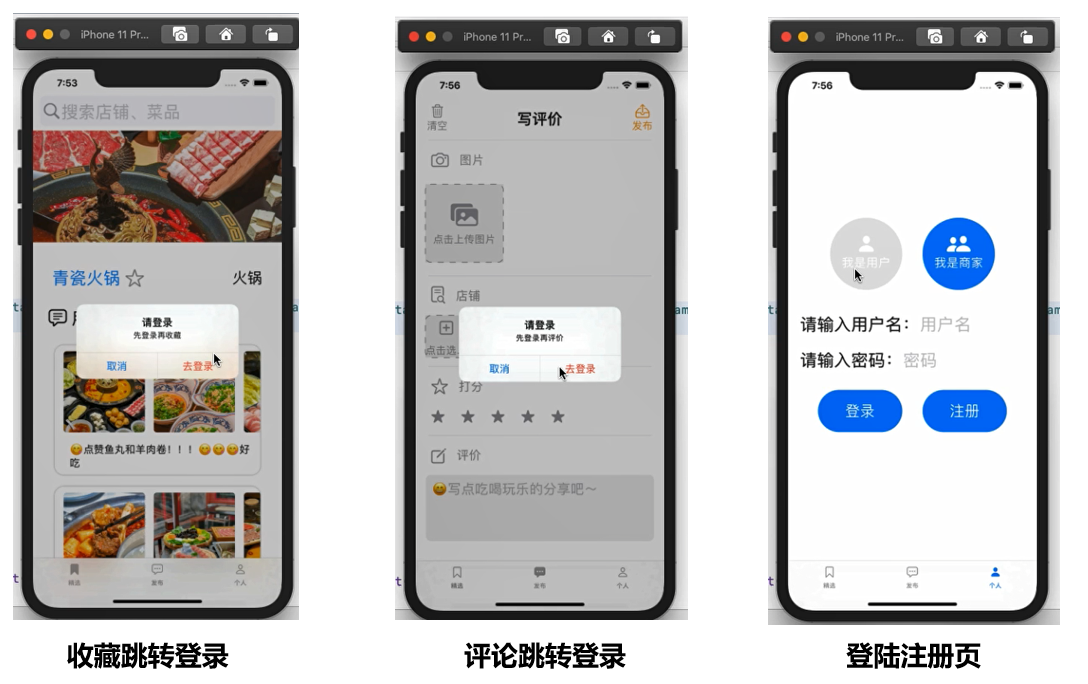 iPhone 11 Pr...
7:53
搜索店铺、菜品
青瓷火锅
火锅
请登录
先登录再收藏
取消
去登录
😋点赞鱼丸和羊肉卷！！！😋😋😋好
吃
精选
发布
个人
收藏跳转登录
iPhone 11 Pr...
7:56
清空
写评价
发布
图片
点击上传图片
店铺
点击选
请登录
先登录再评价
取消
去登录
打分
评价
😄写点吃喝玩乐的分享吧～
精选
发布
个人
评论跳转登录
iPhone 11 Pr...
7:56
我是用户
我是商家
请输入用户名：用户名
请输入密码：密码
登录
注册
精选
发布
个人
登陆注册页